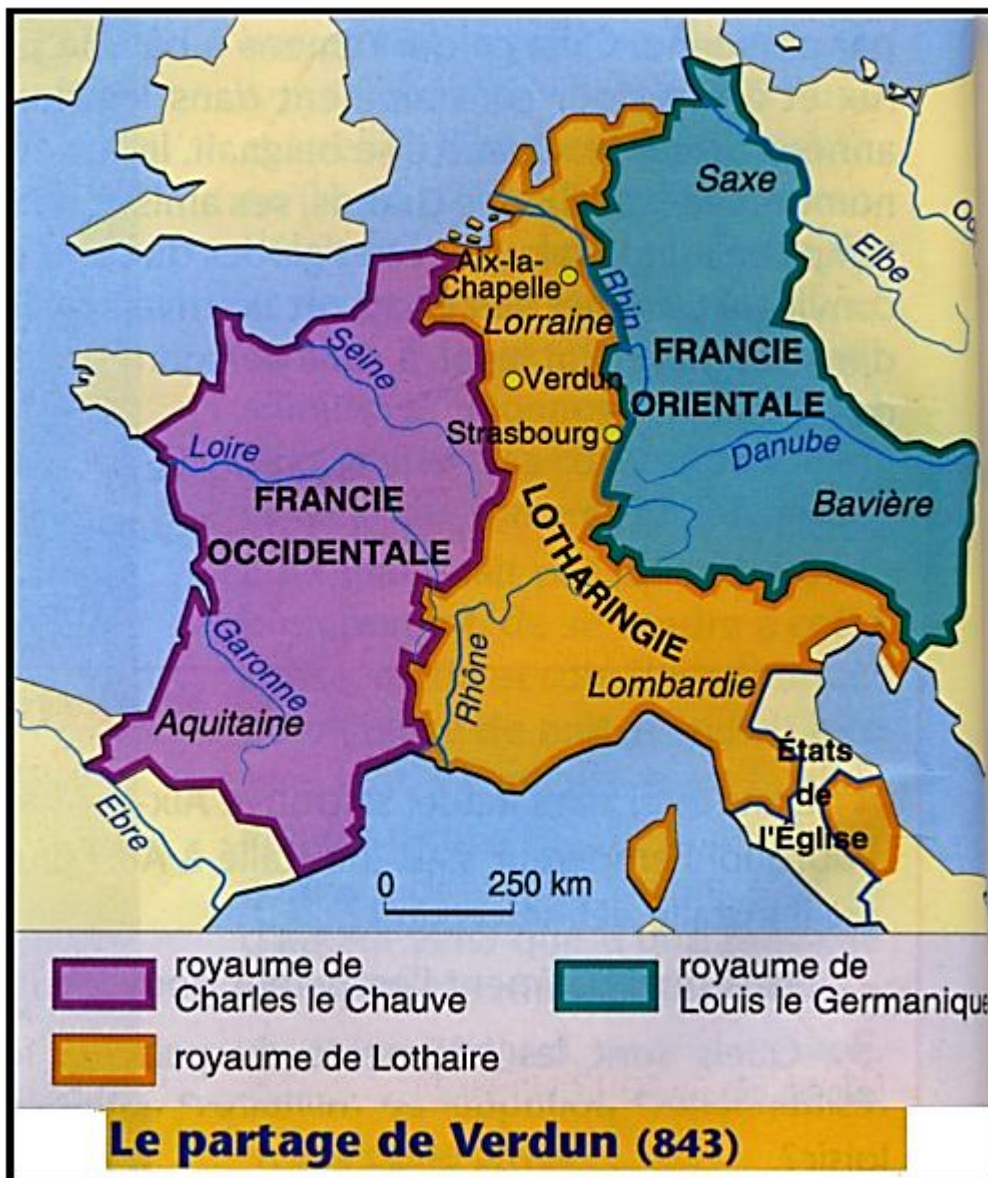 Saxe
Elbe
Aix-la-
Chapelle
Rhin
Lorraine
Seine
FRANCIE
ORIENTALE
Verdun
Strasbourg
Danube
Loire
FRANCIE
OCCIDENTALE
Bavière
LOTHARINGIE
Garonne
Rhône
Lombardie
Aquitaine
États
de
l'Église
Ebre
0 250 km
royaume de
Charles le Chauve
royaume de
Louis le Germanique
royaume de Lothaire
Le partage de Verdun (843)